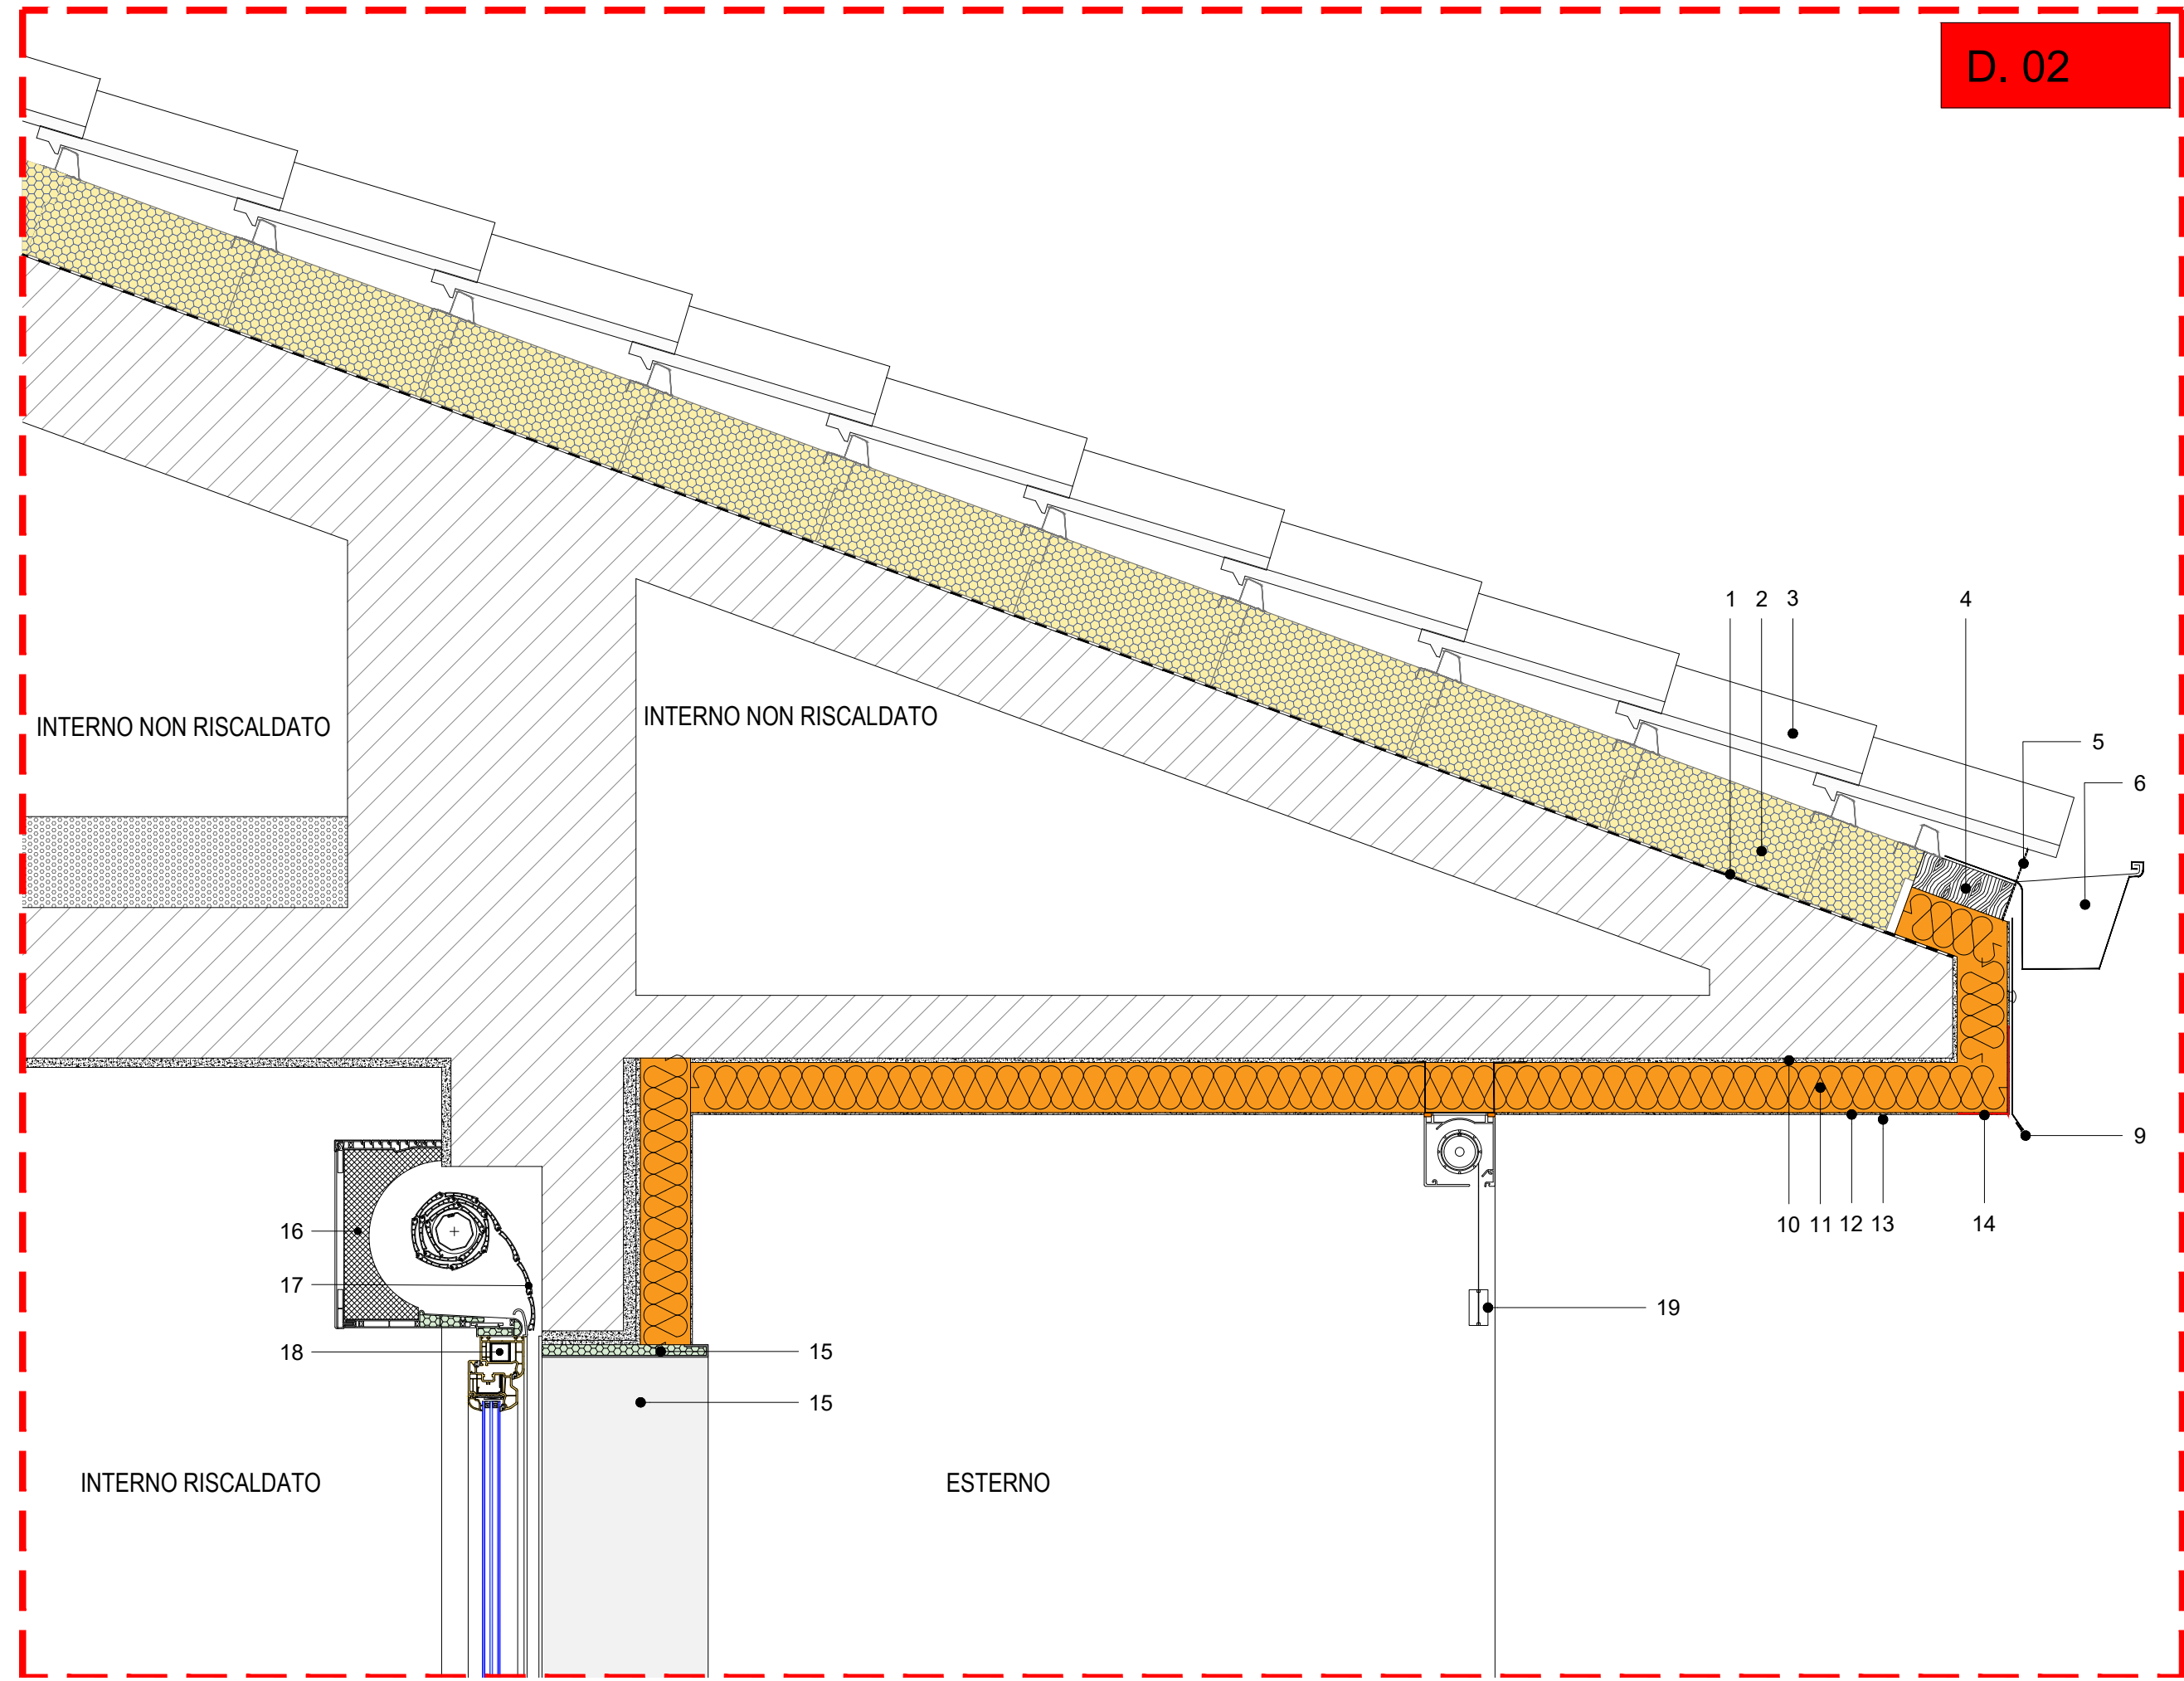 D. 02
1 2 3 4
INTERNO NON RISCALDATO
INTERNO NON RISCALDATO
5
6
9
10 11 12 13 14
16
17
19
18
15
15
INTERNO RISCALDATO
ESTERNO